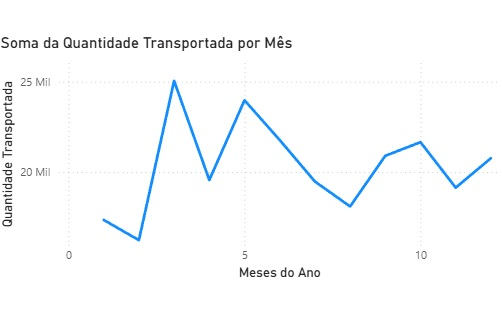 Soma da Quantidade Transportada por Mês
Quantidade Transportada
25 Mil
20 Mil
0
5
10
Meses do Ano